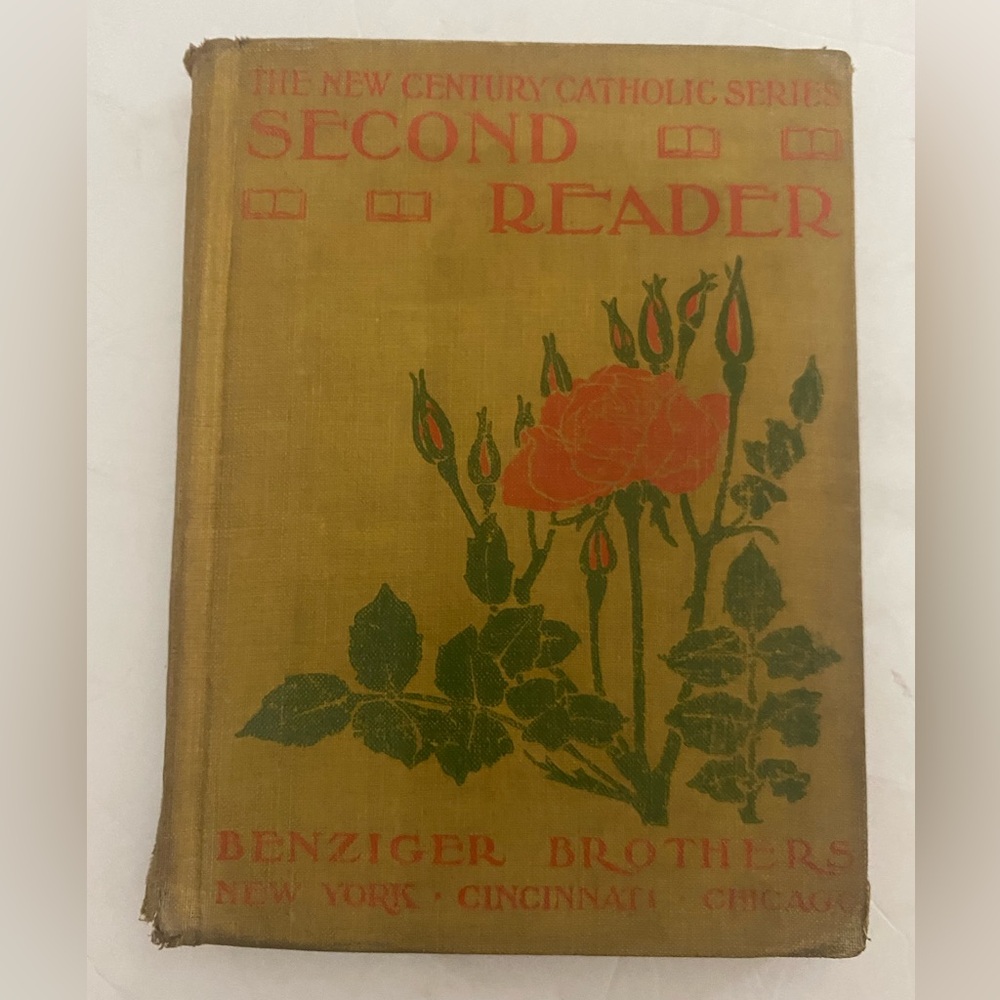 THE NEW CENTURY CATHOLIC SERIES
SECOND
READER
BENZIGER BROTHERS
NEW YORK · CINCINNATI · CHICAGO